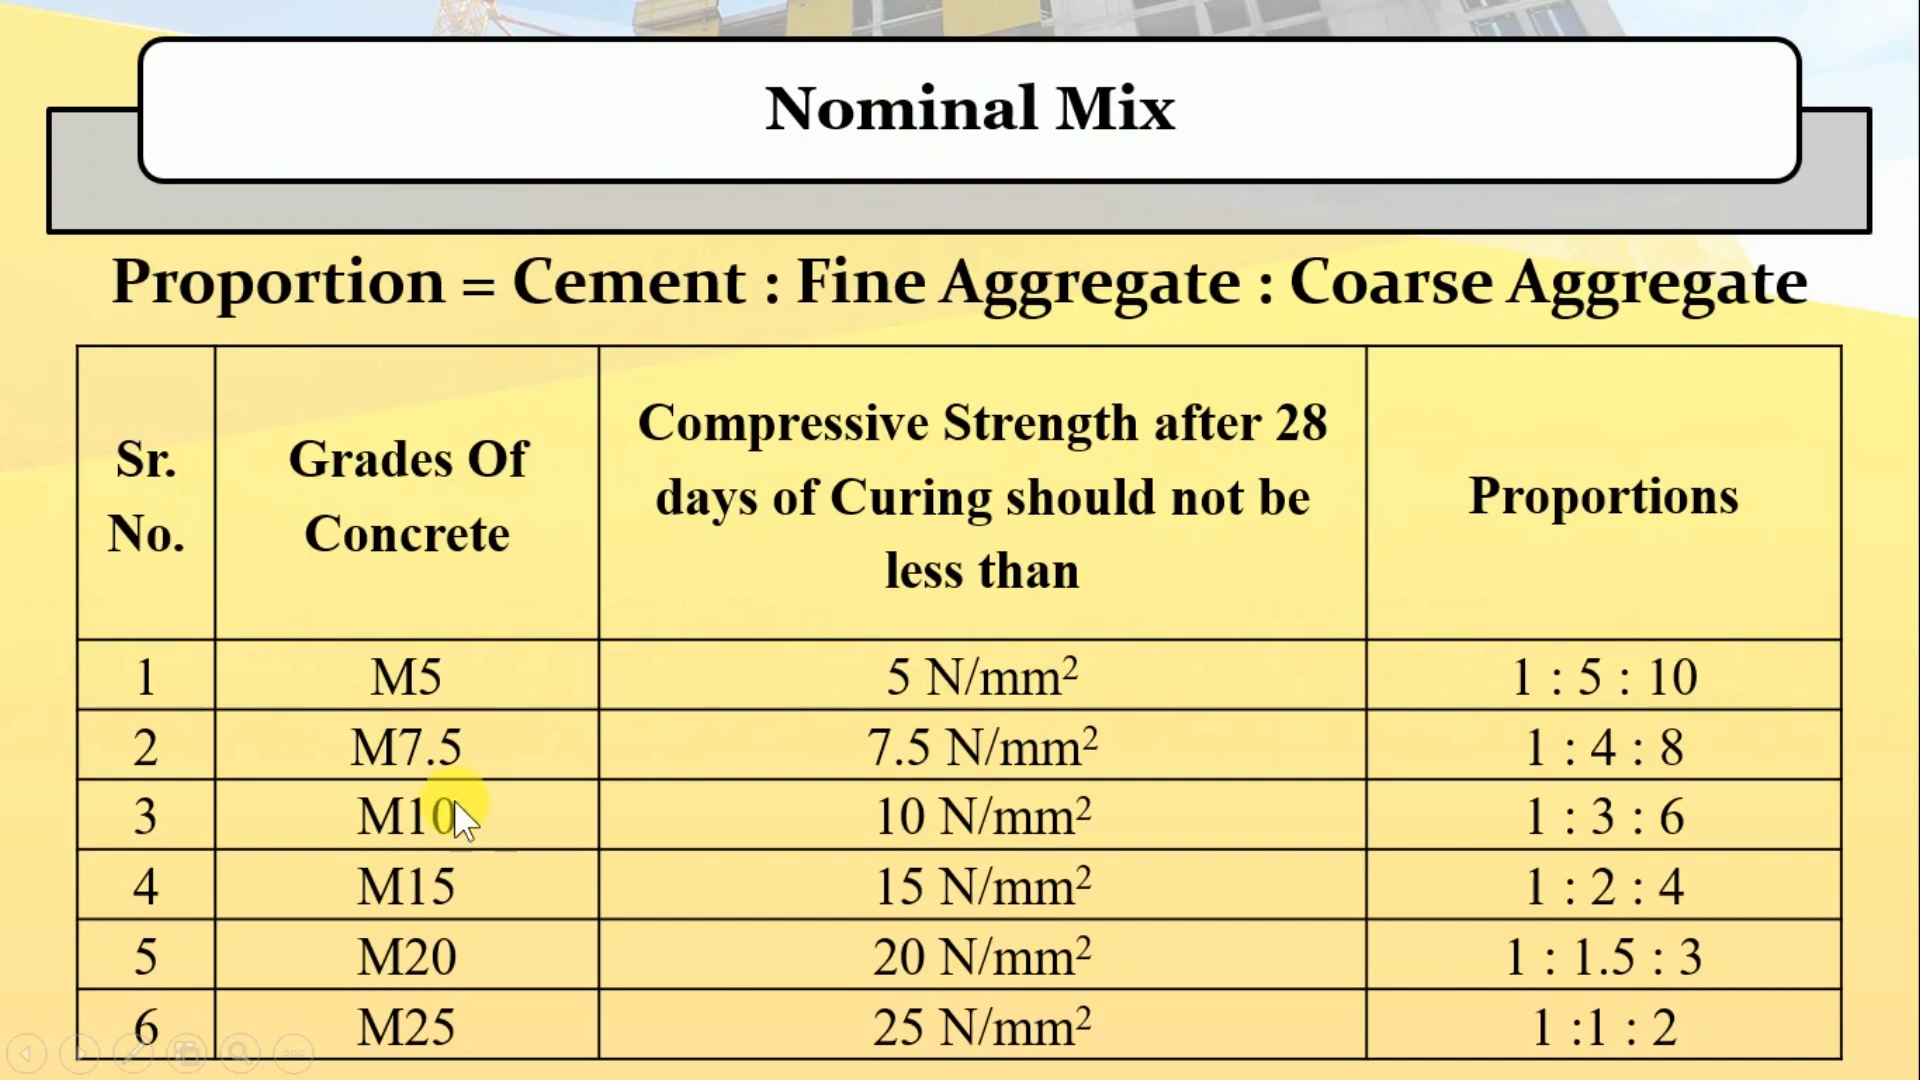 Nominal Mix
Proportion = Cement : Fine Aggregate : Coarse Aggregate
Sr. No. Grades Of Concrete Compressive Strength after 28 days of Curing should not be less than Proportions
1 M5 5 N/mm² 1 : 5 : 10
2 M7.5 7.5 N/mm² 1 : 4 : 8
3 M10 10 N/mm² 1 : 3 : 6
4 M15 15 N/mm² 1 : 2 : 4
5 M20 20 N/mm² 1 : 1.5 : 3
6 M25 25 N/mm² 1 :1 : 2